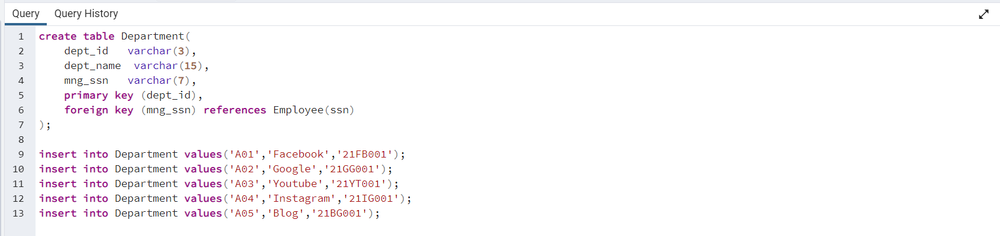 Query Query History
1 create table Department(
2 dept_id varchar(3),
3 dept_name varchar(15),
4 mng_ssn varchar(7),
5 primary key (dept_id),
6 foreign key (mng_ssn) references Employee(ssn)
7 );
8
9 insert into Department values('A01','Facebook','21FB001');
10 insert into Department values('A02','Google','21GG001');
11 insert into Department values('A03','Youtube','21YT001');
12 insert into Department values('A04','Instagram','21IG001');
13 insert into Department values('A05','Blog','21BG001');